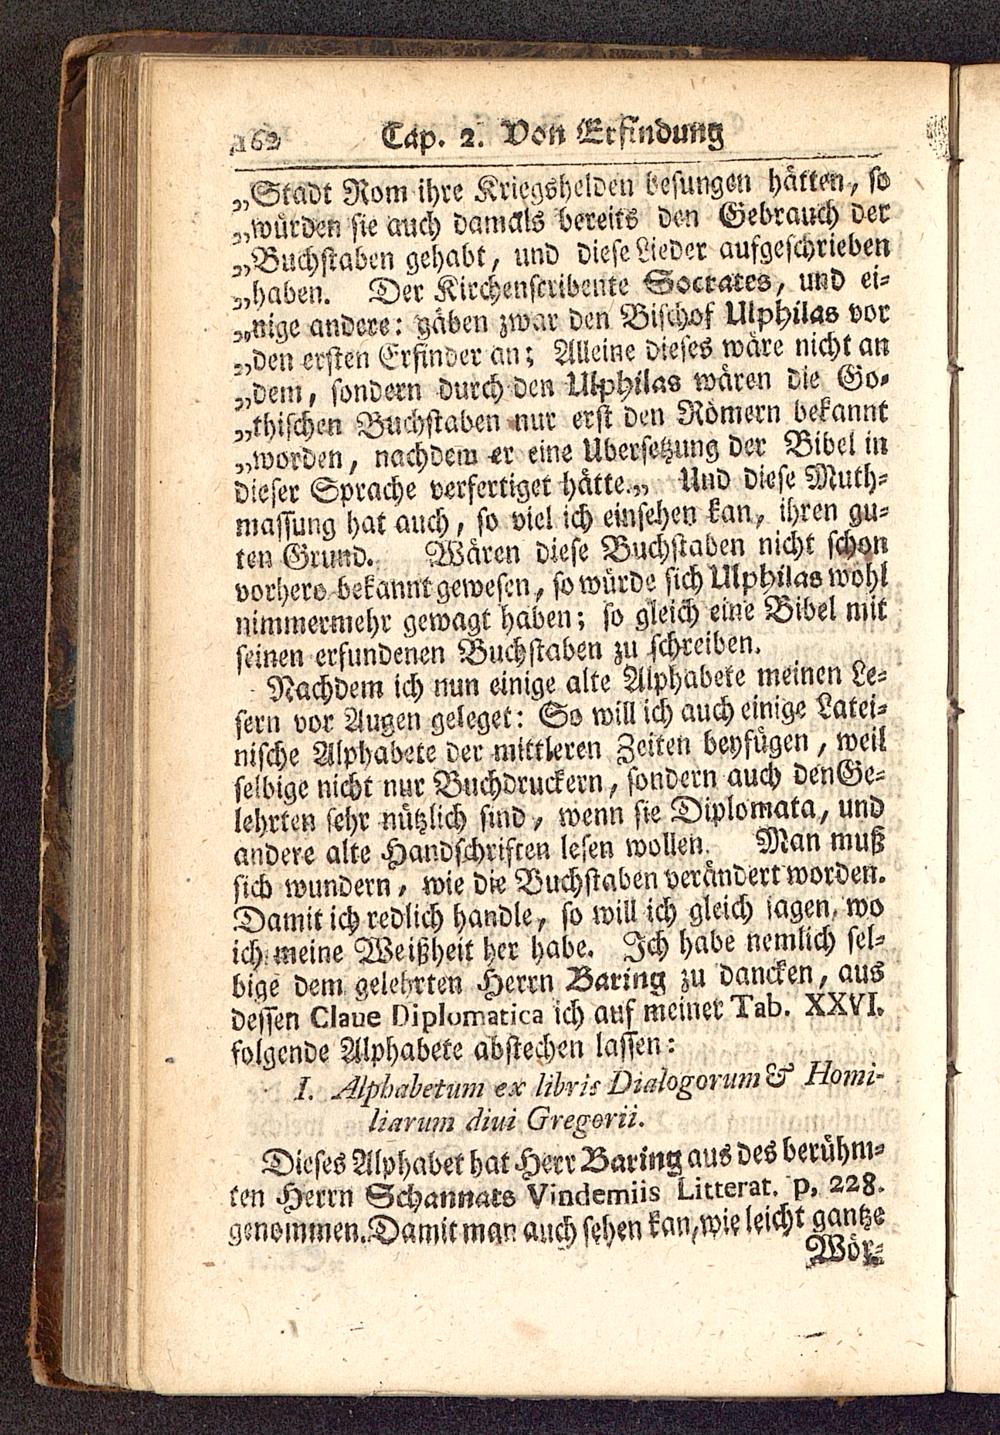 162 Cap. 2. Von Erfindung
„Stadt Rom ihre Kriegshelden besungen hätten, so
„würden sie auch damals bereits den Gebrauch der
„Buchstaben gehabt, und diese Lieder aufgeschrieben
„haben. Der Kirchenscribente Socrates, und ei-
„nige andere: gäben zwar den Bischof Ulphilas vor
„den ersten Erfinder an; Alleine dieses wäre nicht an
„dem, sondern durch den Ulphilas wären die Go-
„thischen Buchstaben nur erst den Römern bekannt
„worden, nachdem er eine Ubersetzung der Bibel in
dieser Sprache verfertiget hätte.„ Und diese Muth-
massung hat auch, so viel ich einsehen kan, ihren gu-
ten Grund. Wären diese Buchstaben nicht schon
vorhero bekannt gewesen, so würde sich Ulphilas wohl
nimmermehr gewagt haben; so gleich eine Bibel mit
seinen erfundenen Buchstaben zu schreiben.
Nachdem ich nun einige alte Alphabete meinen Le-
sern vor Augen geleget: So will ich auch einige Latei-
nische Alphabete der mittleren Zeiten beyfügen, weil
selbige nicht nur Buchdruckern, sondern auch den Ge-
lehrten sehr nützlich sind, wenn sie Diplomata, und
andere alte Handschriften lesen wollen. Man muß
sich wundern, wie die Buchstaben verändert worden.
Damit ich redlich handle, so will ich gleich sagen, wo
ich meine Weißheit her habe. Ich habe nemlich sel-
bige dem gelehrten Herrn Baring zu dancken, aus
dessen Claue Diplomatica ich auf meiner Tab. XXVI.
folgende Alphabete abstechen lassen:
I. Alphabetum ex libris Dialogorum & Homi-
liarum diui Gregorii.
Dieses Alphabet hat Herr Baring aus des berühm-
ten Herrn Schannats Vindemiis Litterat. p. 228.
genommen. Damit man auch sehen kan, wie leicht gantze
Wör-